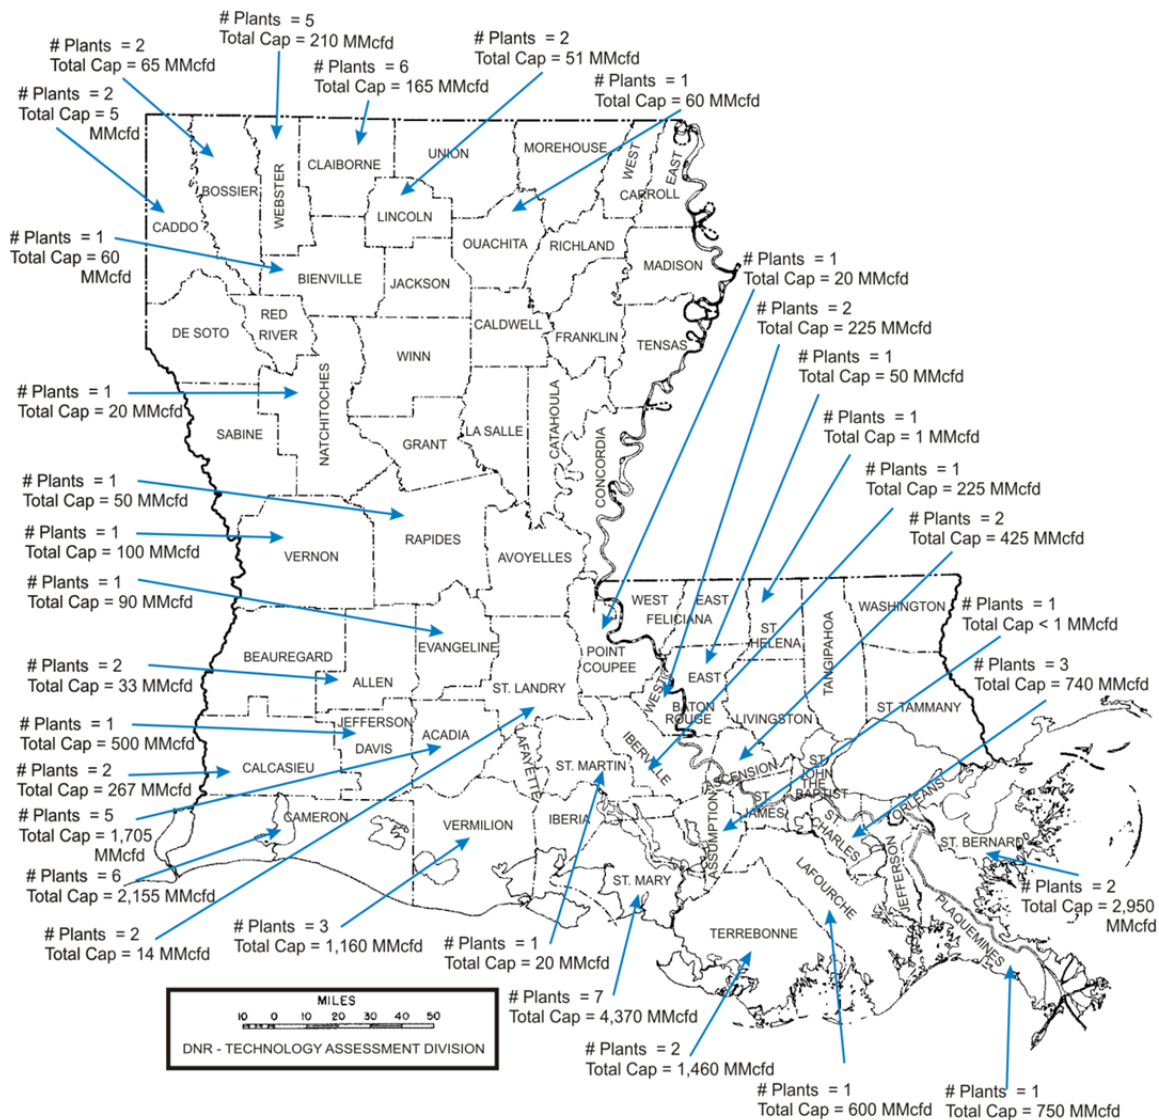 # Plants = 5
Total Cap = 210 MMcfd
# Plants = 2
Total Cap = 65 MMcfd
# Plants = 2
Total Cap = 51 MMcfd
# Plants = 6
Total Cap = 165 MMcfd
# Plants = 1
Total Cap = 60 MMcfd
# Plants = 2
Total Cap = 5
MMcfd
CADDO
BOSSIER
WEBSTER
CLAIBORNE
UNION
MOREHOUSE
WEST
EAST
CARROLL
LINCOLN
OUACHITA
RICHLAND
MADISON
# Plants = 1
Total Cap = 60
MMcfd
BIENVILLE
JACKSON
# Plants = 1
Total Cap = 20 MMcfd
DE SOTO
RED
RIVER
WINN
CALDWELL
FRANKLIN
TENSAS
# Plants = 2
Total Cap = 225 MMcfd
# Plants = 1
Total Cap = 50 MMcfd
# Plants = 1
Total Cap = 20 MMcfd
SABINE
NATCHITOCHES
GRANT
LA SALLE
CATAHOULA
CONCORDIA
# Plants = 1
Total Cap = 1 MMcfd
# Plants = 1
Total Cap = 225 MMcfd
# Plants = 1
Total Cap = 50 MMcfd
# Plants = 1
Total Cap = 100 MMcfd
VERNON
RAPIDES
AVOYELLES
# Plants = 2
Total Cap = 425 MMcfd
# Plants = 1
Total Cap = 90 MMcfd
WEST
EAST
FELICIANA
ST
HELENA
TANGIPAHOA
WASHINGTON
# Plants = 1
Total Cap < 1 MMcfd
BEAUREGARD
ALLEN
EVANGELINE
ST. LANDRY
POINT
COUPEE
WEST
EAST
BATON
ROUGE
LIVINGSTON
ST. TAMMANY
# Plants = 2
Total Cap = 33 MMcfd
# Plants = 3
Total Cap = 740 MMcfd
# Plants = 1
Total Cap = 500 MMcfd
JEFFERSON
DAVIS
ACADIA
LAFAYETTE
ST. MARTIN
IBERVILLE
ASCENSION
ST
JOHN
THE
BAPTIST
# Plants = 2
Total Cap = 267 MMcfd
CALCASIEU
CAMERON
VERMILION
IBERIA
ASSUMPTION
ST
JAMES
ST
CHARLES
ORLEANS
ST. BERNARD
# Plants = 5
Total Cap = 1,705
MMcfd
# Plants = 6
Total Cap = 2,155 MMcfd
ST. MARY
TERREBONNE
LAFOURCHE
JEFFERSON
PLAQUEMINES
# Plants = 2
Total Cap = 2,950
MMcfd
# Plants = 2
Total Cap = 14 MMcfd
# Plants = 3
Total Cap = 1,160 MMcfd
# Plants = 1
Total Cap = 20 MMcfd
# Plants = 7
Total Cap = 4,370 MMcfd
# Plants = 2
Total Cap = 1,460 MMcfd
# Plants = 1
Total Cap = 600 MMcfd
# Plants = 1
Total Cap = 750 MMcfd
MILES
10 0 10 20 30 40 50
DNR - TECHNOLOGY ASSESSMENT DIVISION